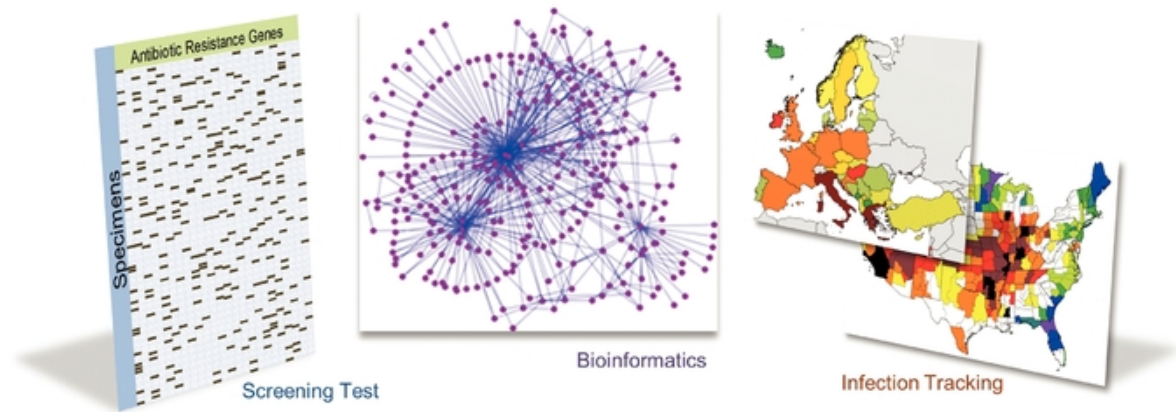 Antibiotic Resistance Genes
Specimens
Screening Test
Bioinformatics
Infection Tracking